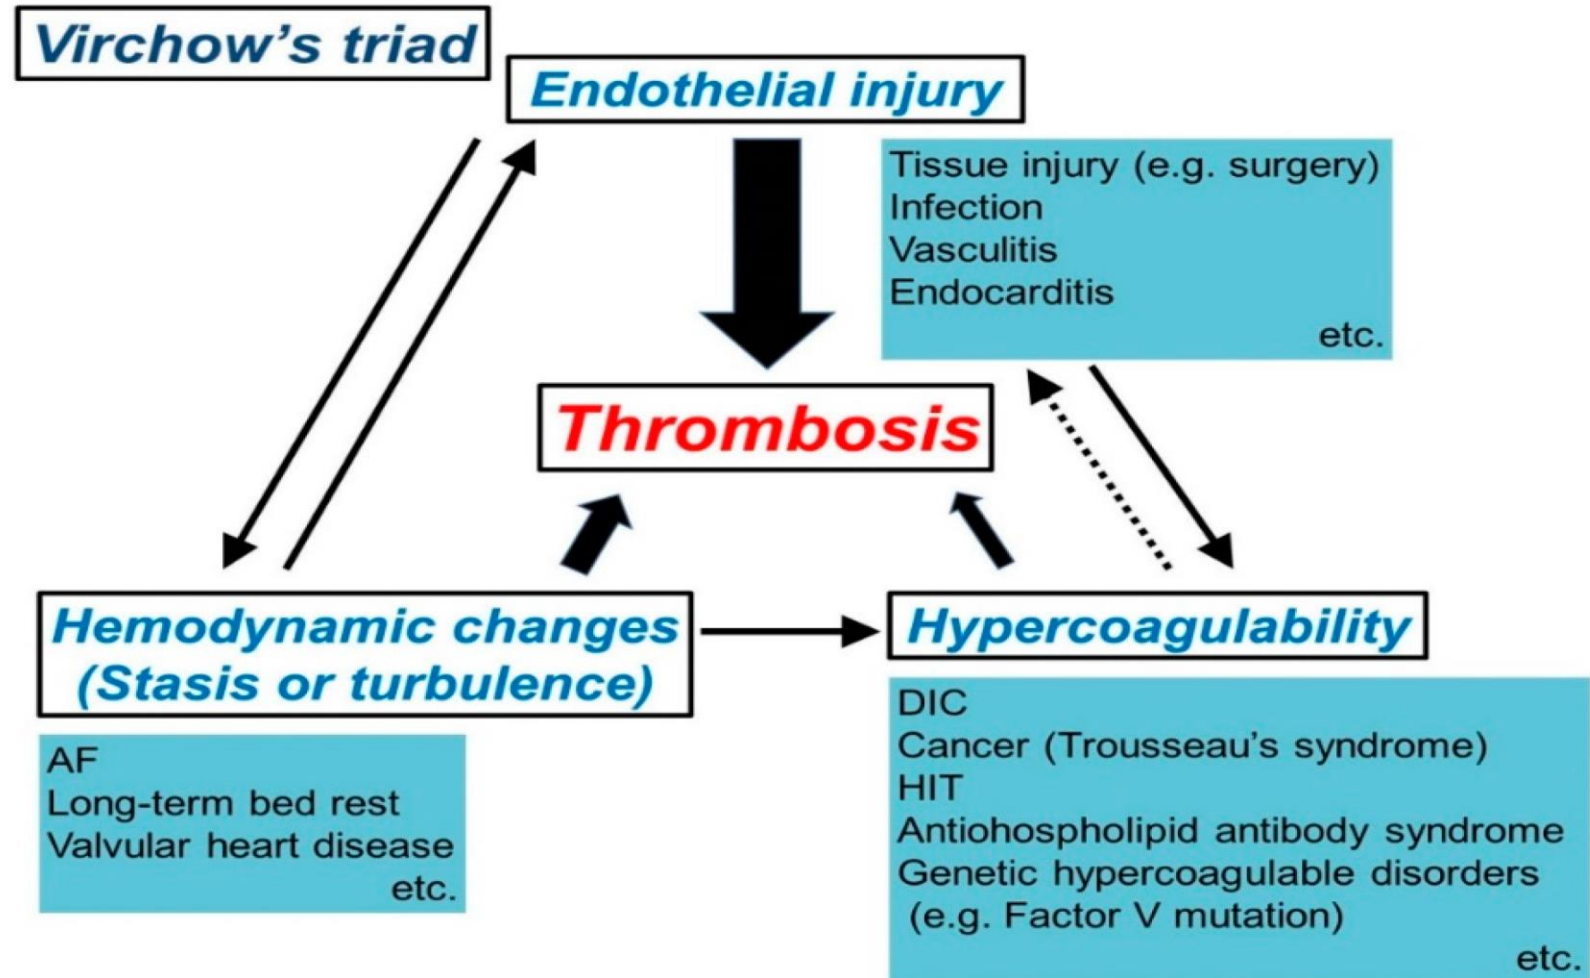 Virchow's triad
Endothelial injury
Tissue injury (e.g. surgery)
Infection
Vasculitis
Endocarditis
etc.
Thrombosis
Hemodynamic changes
(Stasis or turbulence)
AF
Long-term bed rest
Valvular heart disease
etc.
Hypercoagulability
DIC
Cancer (Trousseau's syndrome)
HIT
Antiohospholipid antibody syndrome
Genetic hypercoagulable disorders
(e.g. Factor V mutation)
etc.